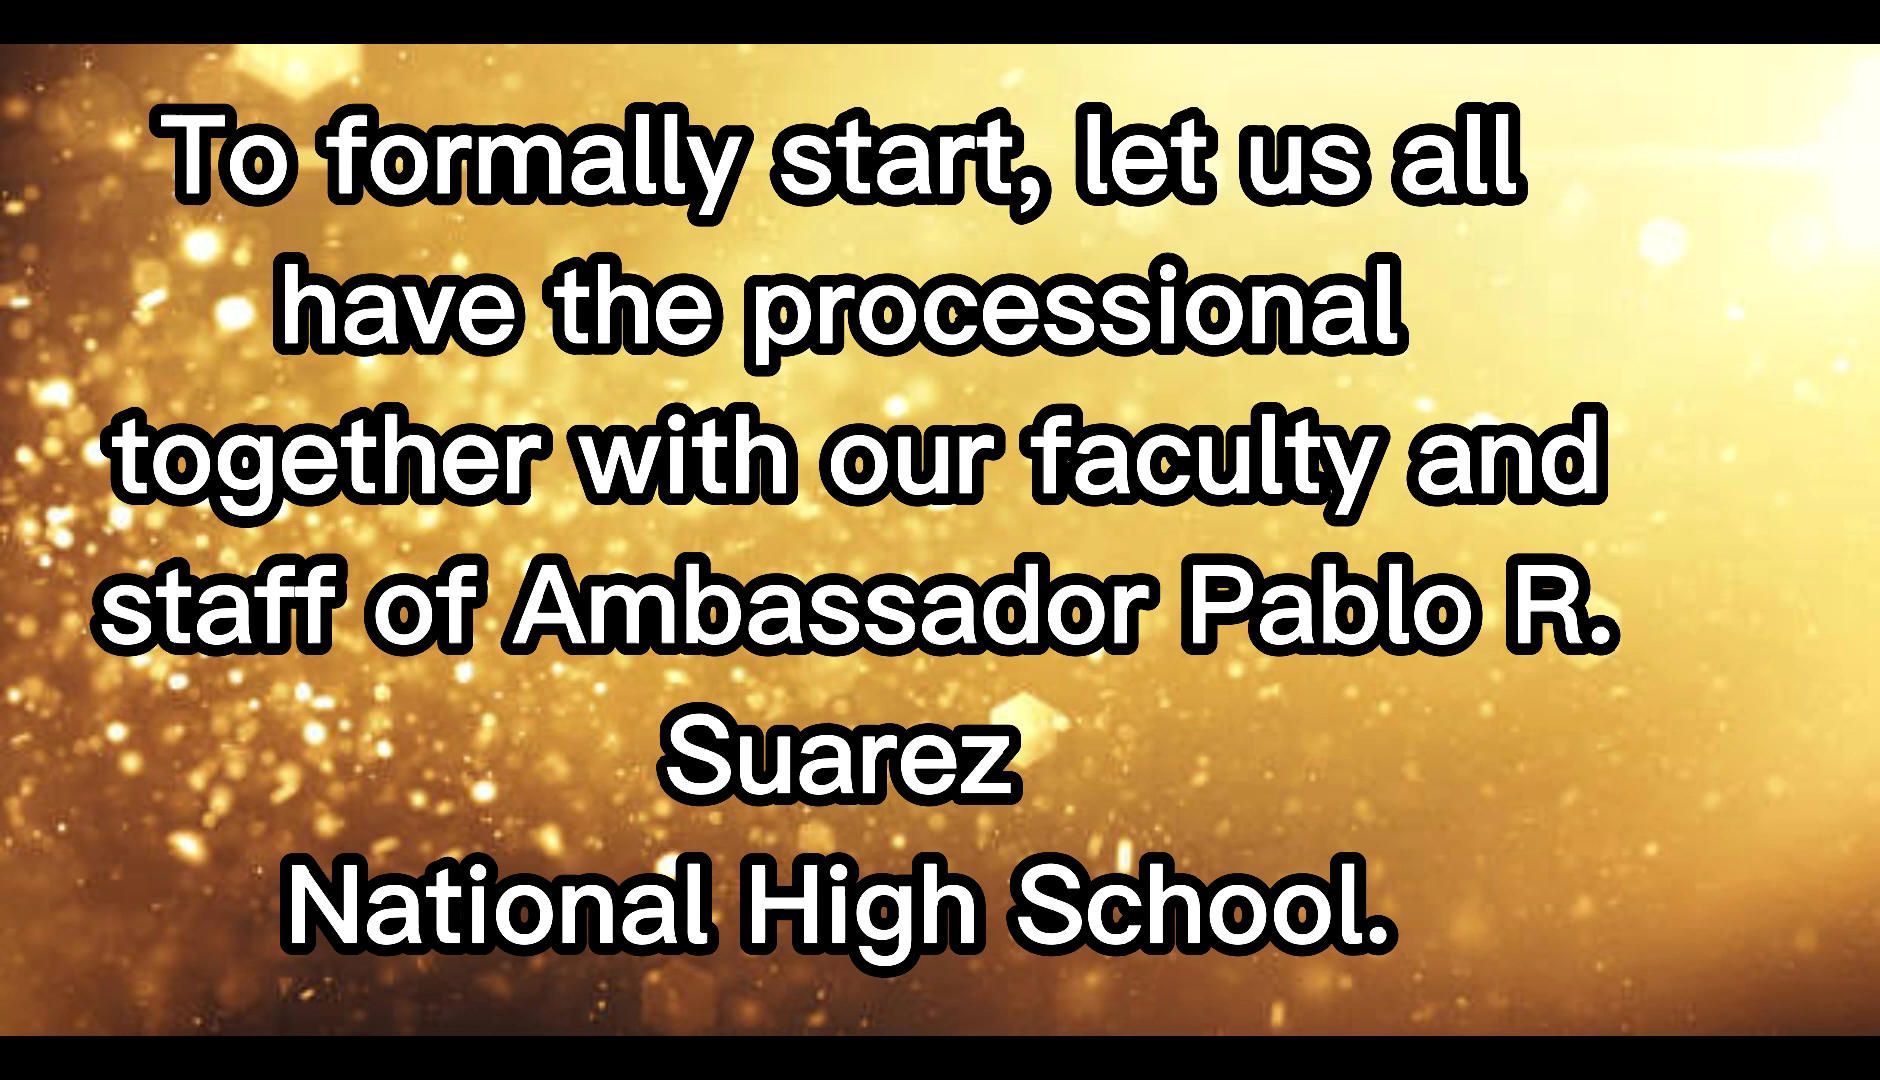 To formally start, let us all
have the processional
together with our faculty and
staff of Ambassador Pablo R.
Suarez
National High School.